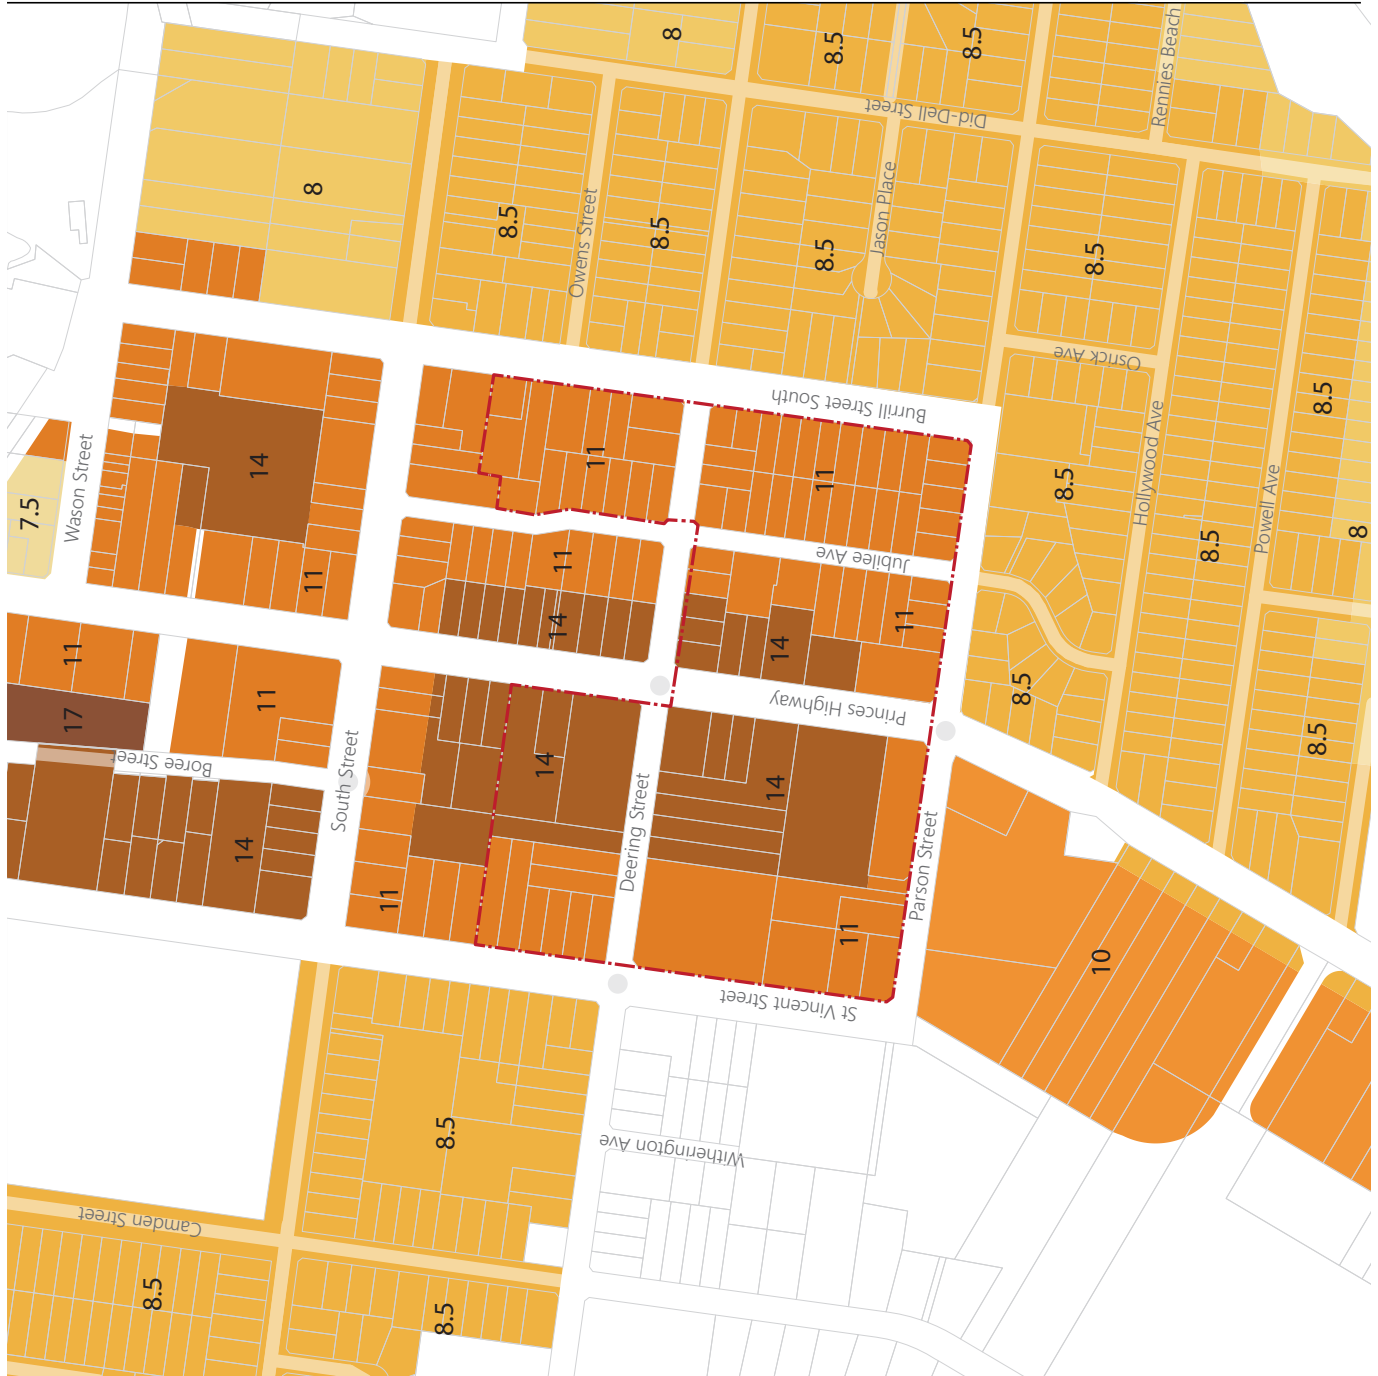 8
8.5
8.5
Rennies Beach
Did-Dell Street
8
8.5
Owens Street
8.5
8.5
Jason Place
8.5
Osrick Ave
8.5
Burrill Street South
14
11
11
7.5
Wason Street
8.5
Hollywood Ave
8.5
Powell Ave
8
11
11
Jubilee Ave
11
14
14
11
11
11
17
Princes Highway
8.5
8.5
Boree Street
South Street
14
14
Deering Street
14
Parson Street
11
11
10
St Vincent Street
8.5
Witherington Ave
Camden Street
8.5
8.5